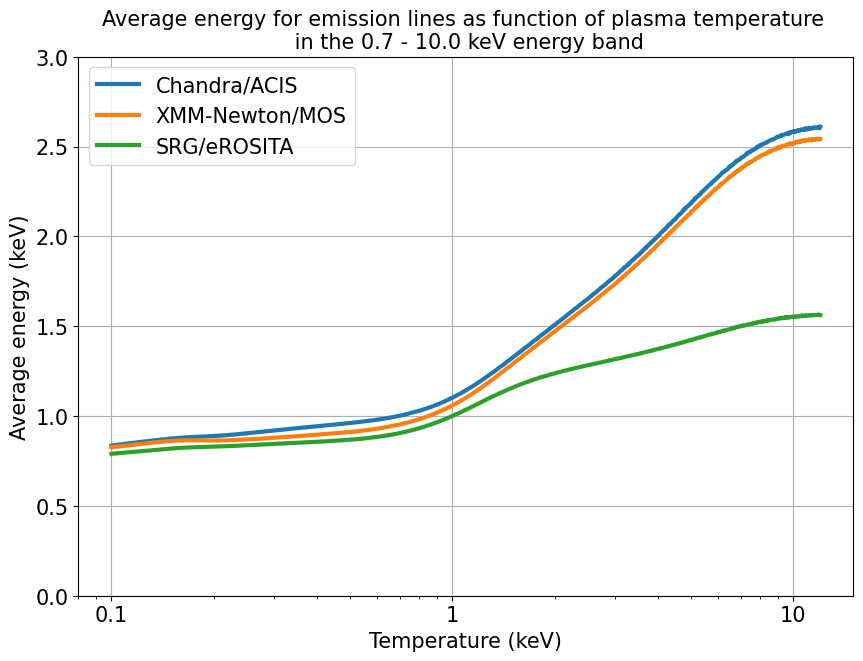 Average energy for emission lines as function of plasma temperature
in the 0.7 - 10.0 keV energy band
Chandra/ACIS
XMM-Newton/MOS
SRG/eROSITA
Average energy (keV)
3.0
2.5
2.0
1.5
1.0
0.5
0.0
0.1
1
10
Temperature (keV)